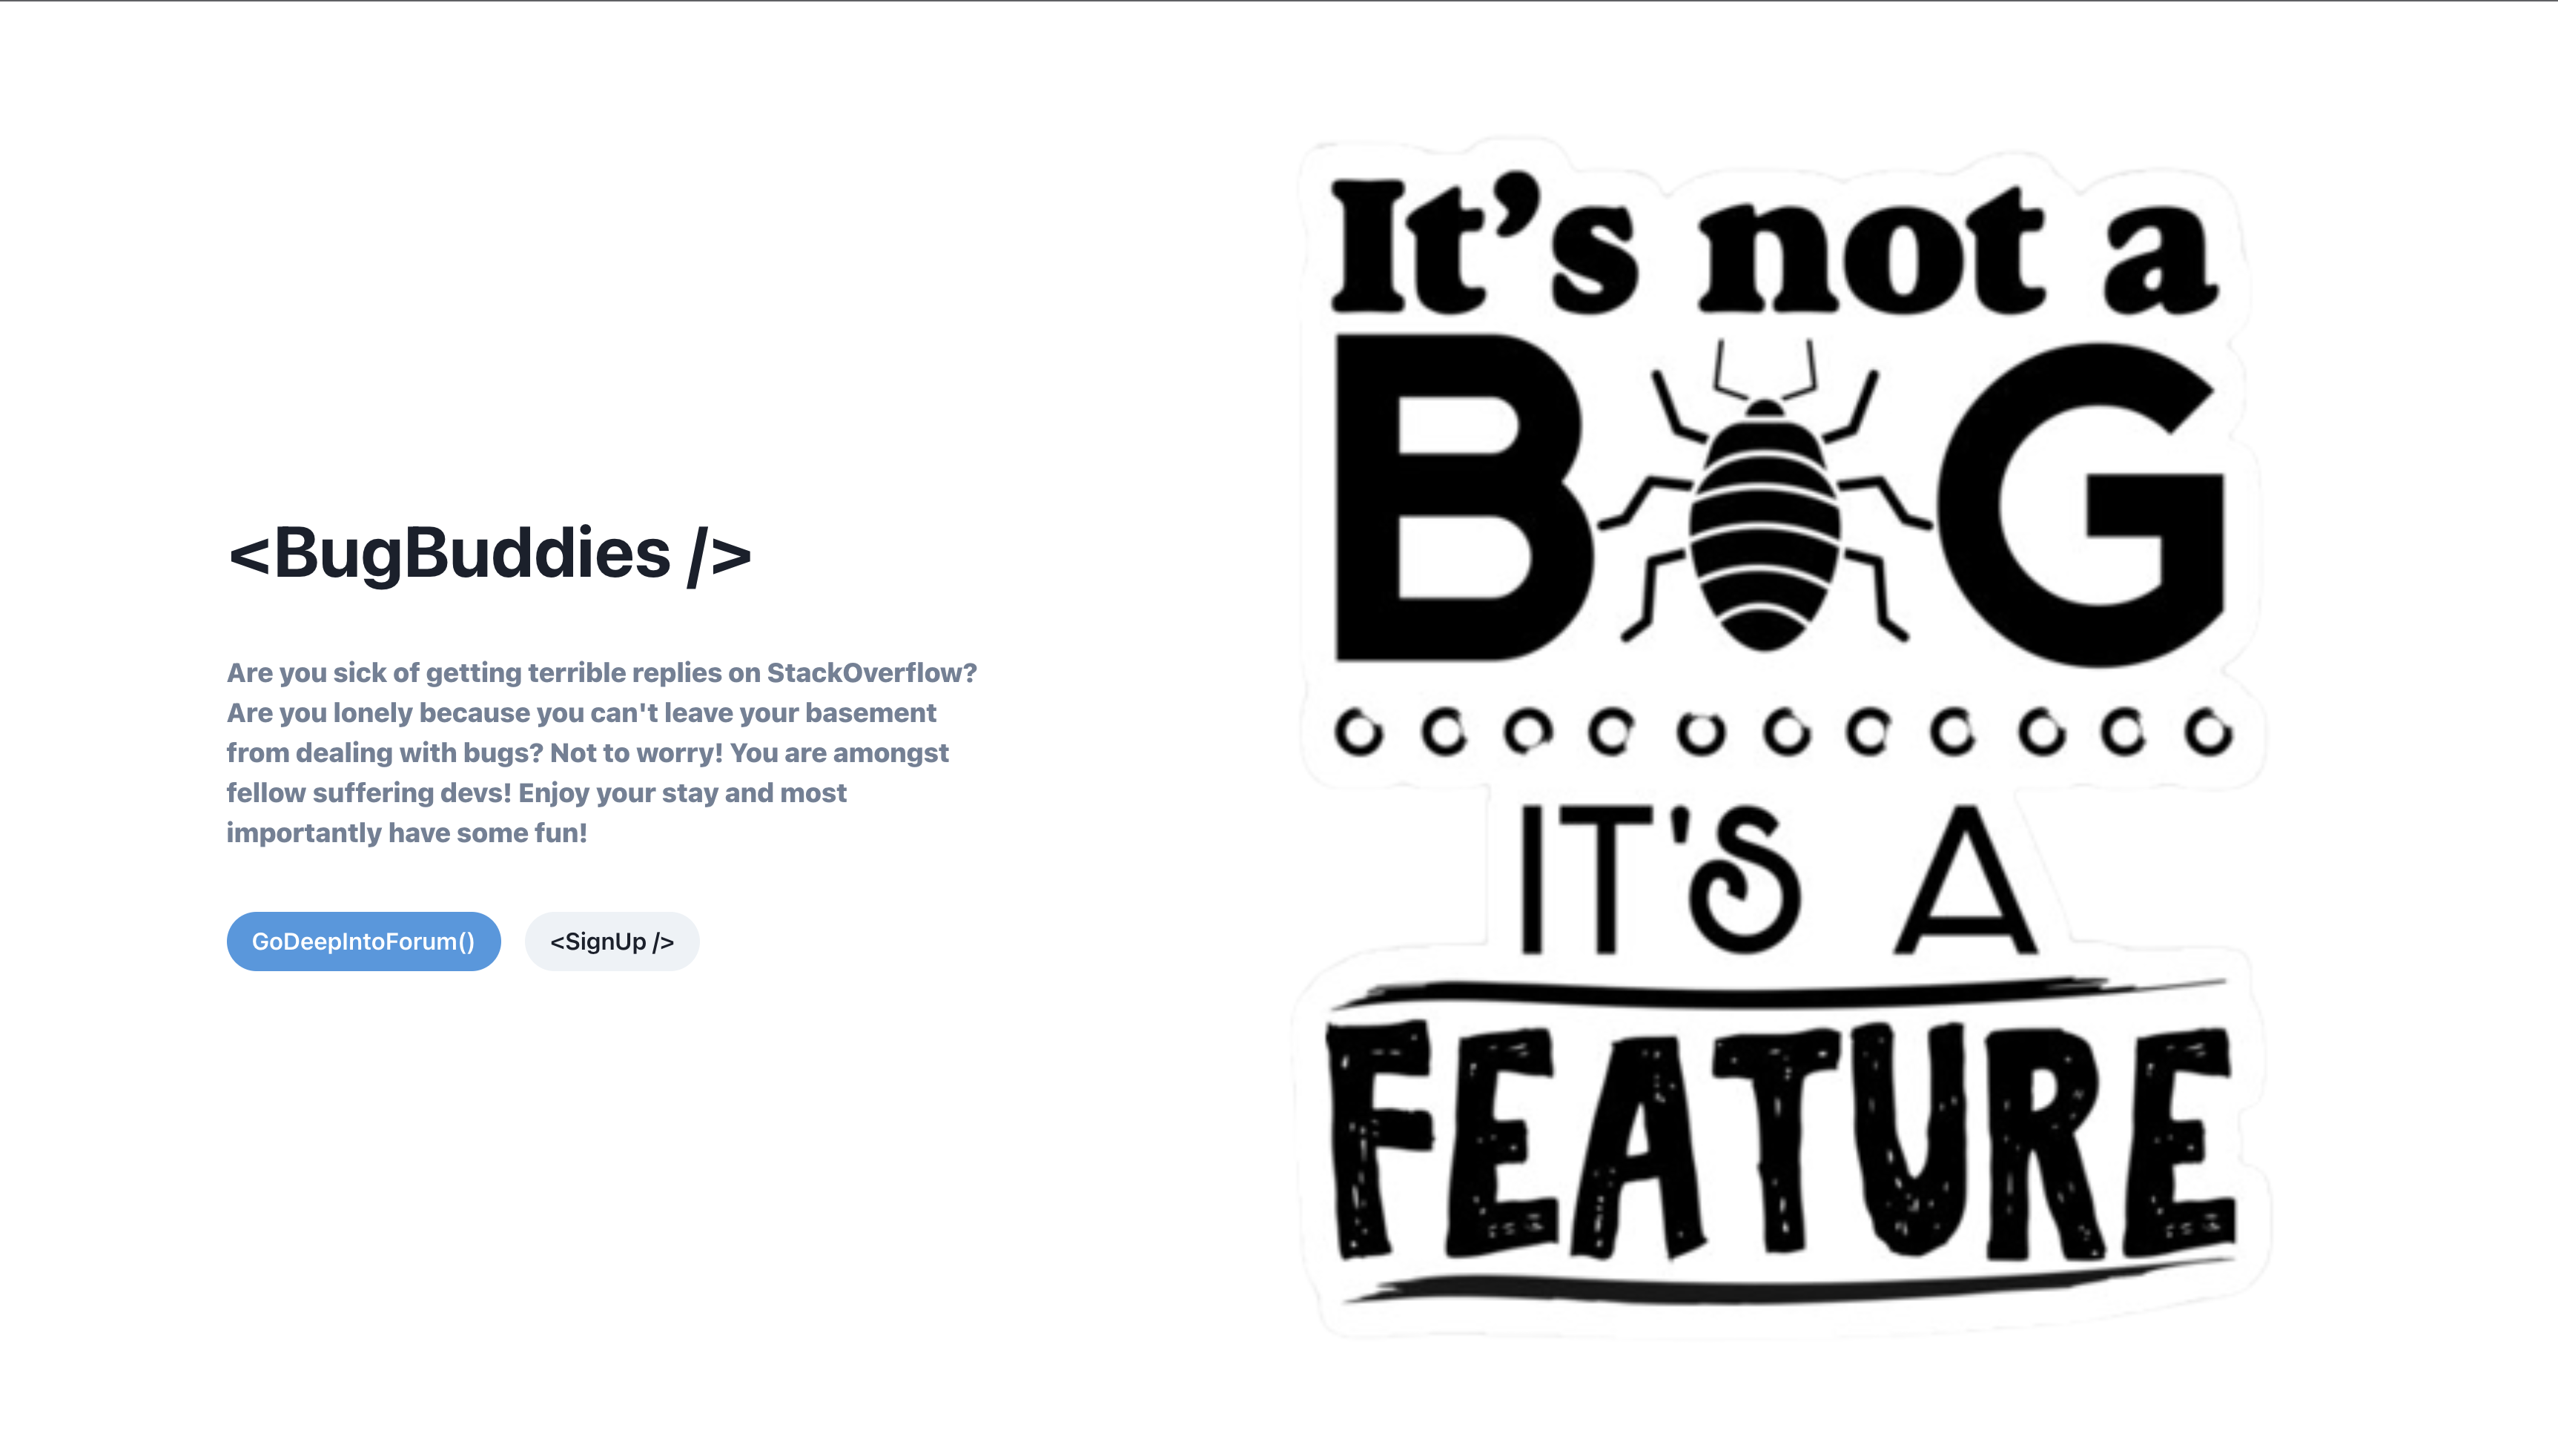 <BugBuddies />
Are you sick of getting terrible replies on StackOverflow?
Are you lonely because you can't leave your basement
from dealing with bugs? Not to worry! You are amongst
fellow suffering devs! Enjoy your stay and most
importantly have some fun!
GoDeepIntoForum()
<SignUp />
It’s not a
BUG
IT'S A
FEATURE